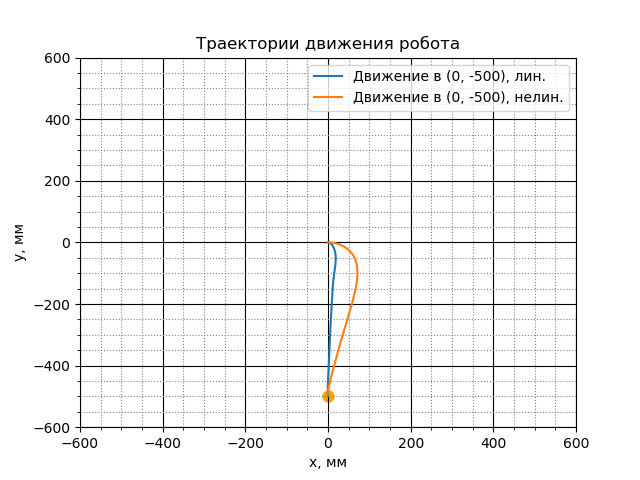 Траектории движения робота
Движение в (0, -500), лин.
Движение в (0, -500), нелин.
600
400
200
0
−200
−400
−600
y, мм
−600
−400
−200
0
200
400
600
x, мм